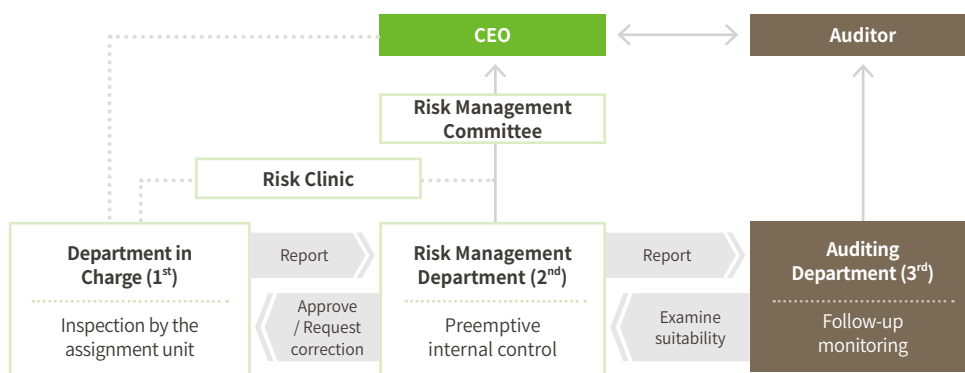 CEO
Auditor
Risk Management
Committee
Risk Clinic
Department in
Charge (1st)
Inspection by the
assignment unit
Report
Approve
/ Request
correction
Risk Management
Department (2nd)
Preemptive
internal control
Report
Examine
suitability
Auditing
Department (3rd)
Follow-up
monitoring